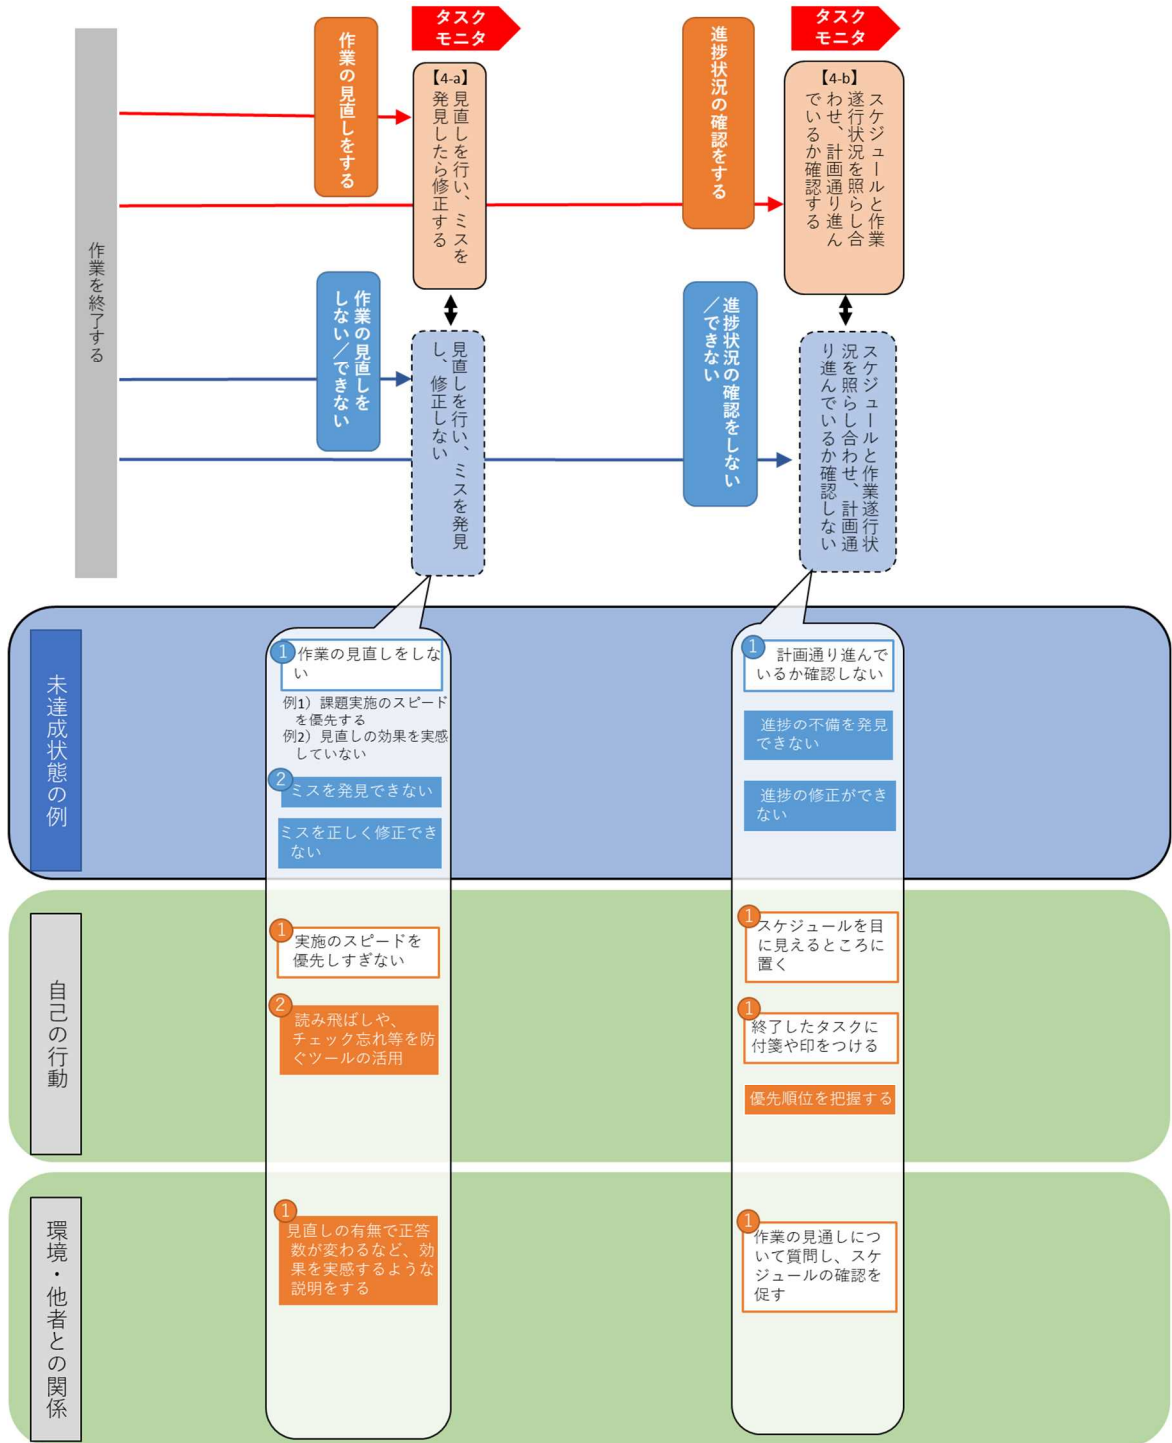 タスク
モニタ
タスク
モニタ
作業の見直しをする
【4-a】
見直しを行い、ミスを
発見したら修正する
進捗状況の確認をする
【4-b】
スケジュールと作業
遂行状況を照らし合
わせ、計画通り進ん
でいるか確認する
作業を終了する
作業の見直しを
しない／できない
見直しを行い、ミスを発見
し、修正しない
進捗状況の確認をしない
／できない
スケジュールと作業遂行状
況を照らし合わせ、計画通
り進んでいるか確認しない
未達成状態の例
1
作業の見直しをしな
い
例1）課題実施のスピード
を優先する
例2）見直しの効果を実感
していない
2
ミスを発見できない
ミスを正しく修正でき
ない
1
計画通り進んで
いるか確認しない
進捗の不備を発見
できない
進捗の修正ができ
ない
自己の行動
1
実施のスピードを
優先しすぎない
2
読み飛ばしや、
チェック忘れ等を防
ぐツールの活用
1
スケジュールを目
に見えるところに
置く
1
終了したタスクに
付箋や印をつける
優先順位を把握する
環境・他者との関係
1
見直しの有無で正答
数が変わるなど、効
果を実感するような
説明をする
1
作業の見通しについ
て質問し、スケ
ジュールの確認を
促す